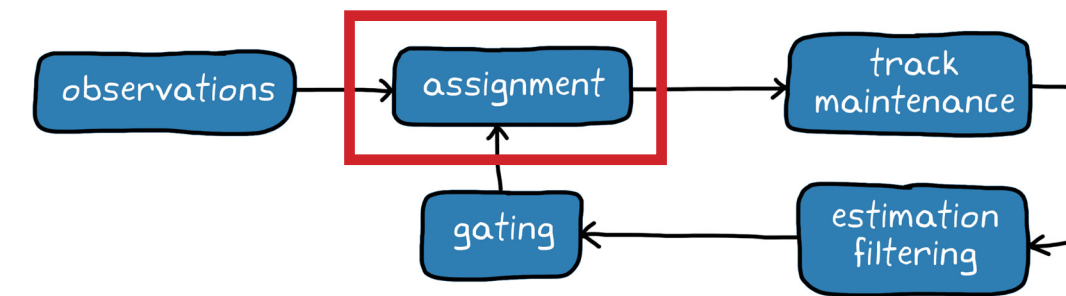 observations
assignment
track
maintenance
gating
estimation
filtering